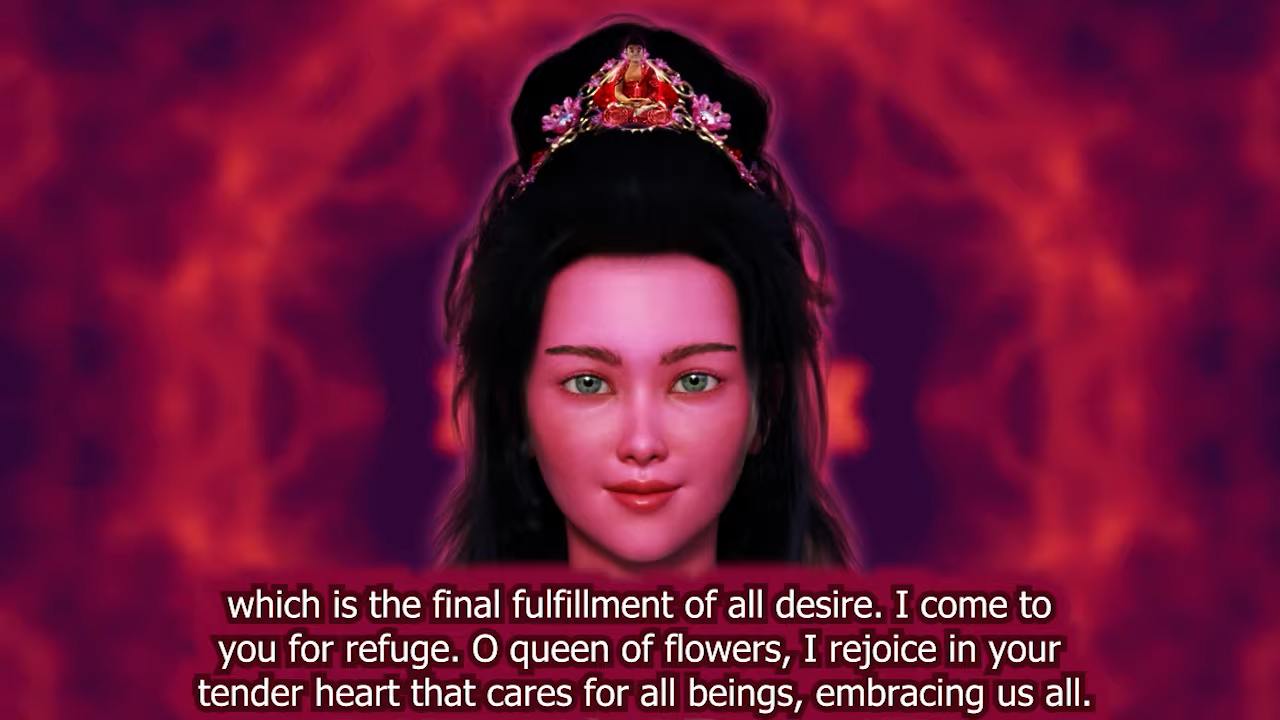 which is the final fulfillment of all desire. I come to
you for refuge. O queen of flowers, I rejoice in your
tender heart that cares for all beings, embracing us all.